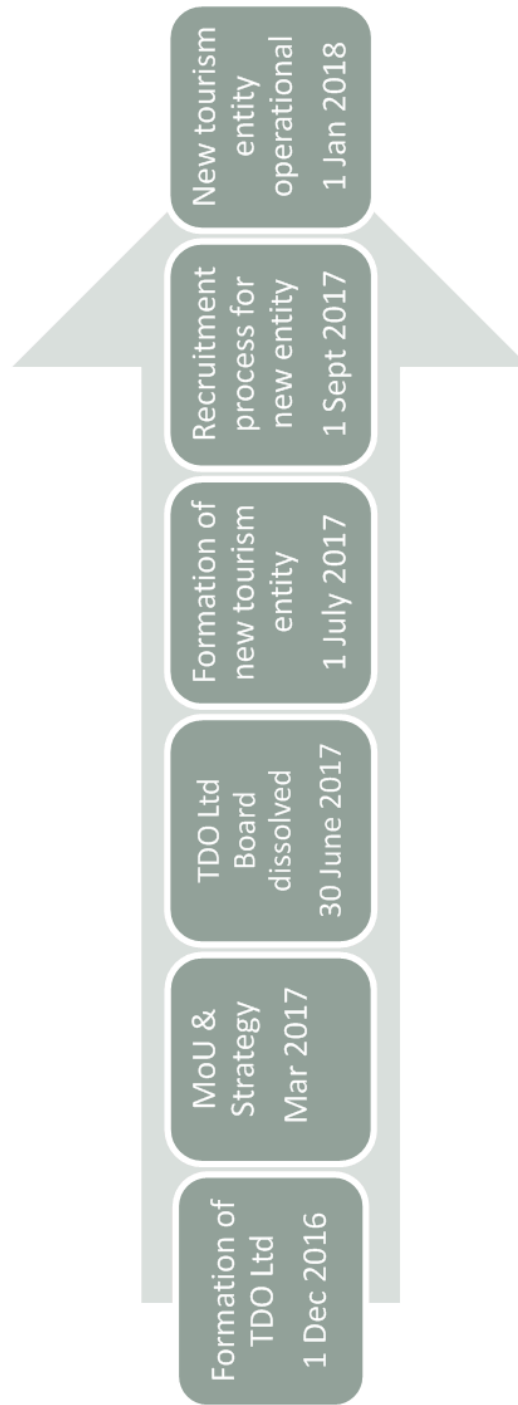 Formation of
TDO Ltd
1 Dec 2016
MoU &
Strategy
Mar 2017
TDO Ltd
Board
dissolved
30 June 2017
Formation of
new tourism
entity
1 July 2017
Recruitment
process for
new entity
1 Sept 2017
New tourism
entity
operational
1 Jan 2018